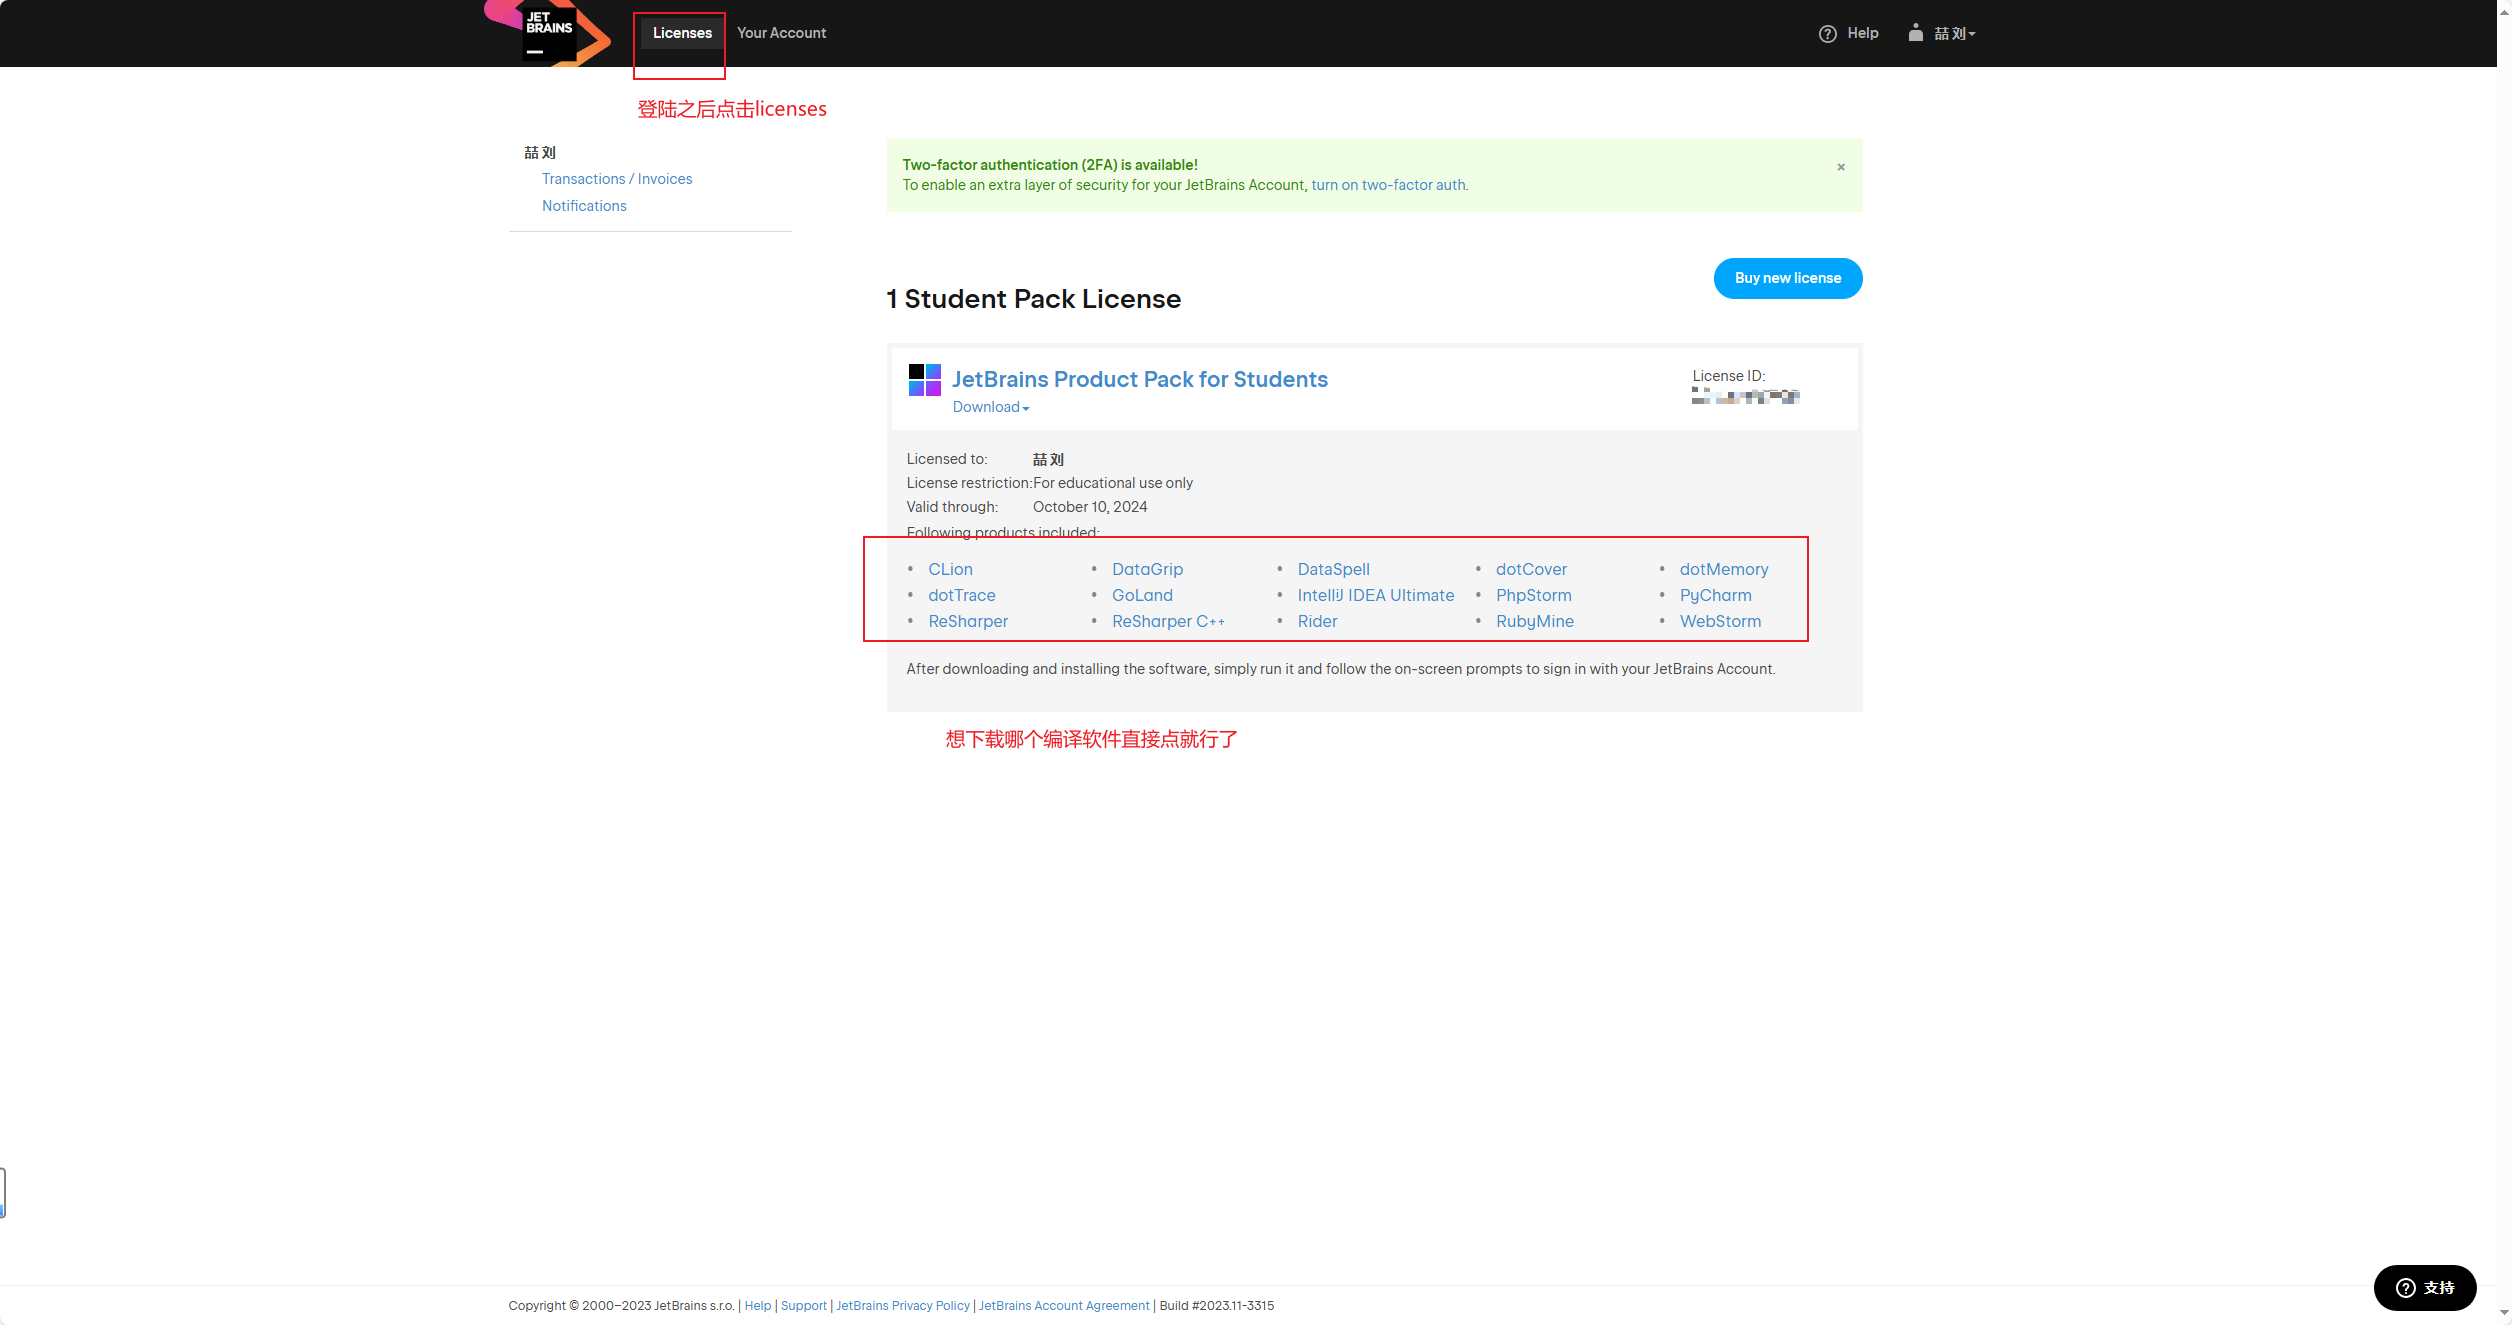 JET
BRAINS
Licenses
Your Account
Help
喆 刘
登陆之后点击licenses
喆 刘
Transactions / Invoices
Notifications
Two-factor authentication (2FA) is available!
To enable an extra layer of security for your JetBrains Account, turn on two-factor auth.
×
Buy new license
1 Student Pack License
JetBrains Product Pack for Students
Download
License ID:
Licensed to: 喆 刘
License restriction:For educational use only
Valid through: October 10, 2024
Following products included:
• CLion • DataGrip • DataSpell • dotCover • dotMemory
• dotTrace • GoLand • IntelliJ IDEA Ultimate • PhpStorm • PyCharm
• ReSharper • ReSharper C++ • Rider • RubyMine • WebStorm
After downloading and installing the software, simply run it and follow the on-screen prompts to sign in with your JetBrains Account.
想下载哪个编译软件直接点就行了
支持
Copyright © 2000–2023 JetBrains s.r.o. | Help | Support | JetBrains Privacy Policy | JetBrains Account Agreement | Build #2023.11-3315